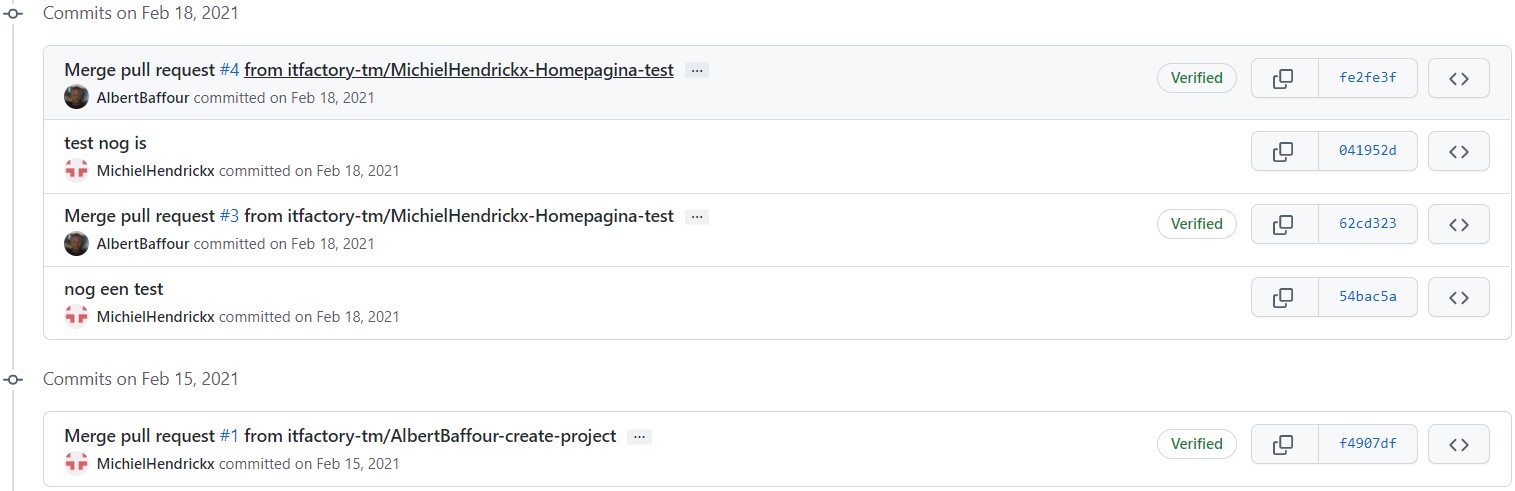 Commits on Feb 18, 2021
Merge pull request #4 from itfactory-tm/MichielHendrickx-Homepagina-test ...
AlbertBaffour committed on Feb 18, 2021
Verified
fe2fe3f
test nog is
MichielHendrickx committed on Feb 18, 2021
041952d
Merge pull request #3 from itfactory-tm/MichielHendrickx-Homepagina-test ...
AlbertBaffour committed on Feb 18, 2021
Verified
62cd323
nog een test
MichielHendrickx committed on Feb 18, 2021
54bac5a
Commits on Feb 15, 2021
Merge pull request #1 from itfactory-tm/AlbertBaffour-create-project ...
MichielHendrickx committed on Feb 15, 2021
Verified
f4907df